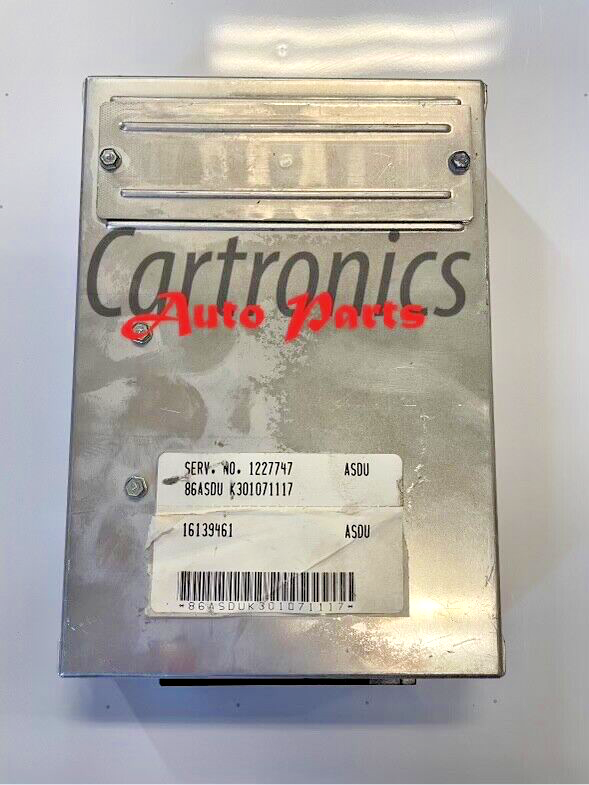 Cartronics
Auto Parts
SERV. NO. 1227747 ASDU
86ASDU K301071117
16139461 ASDU
*86ASDUK301071117*